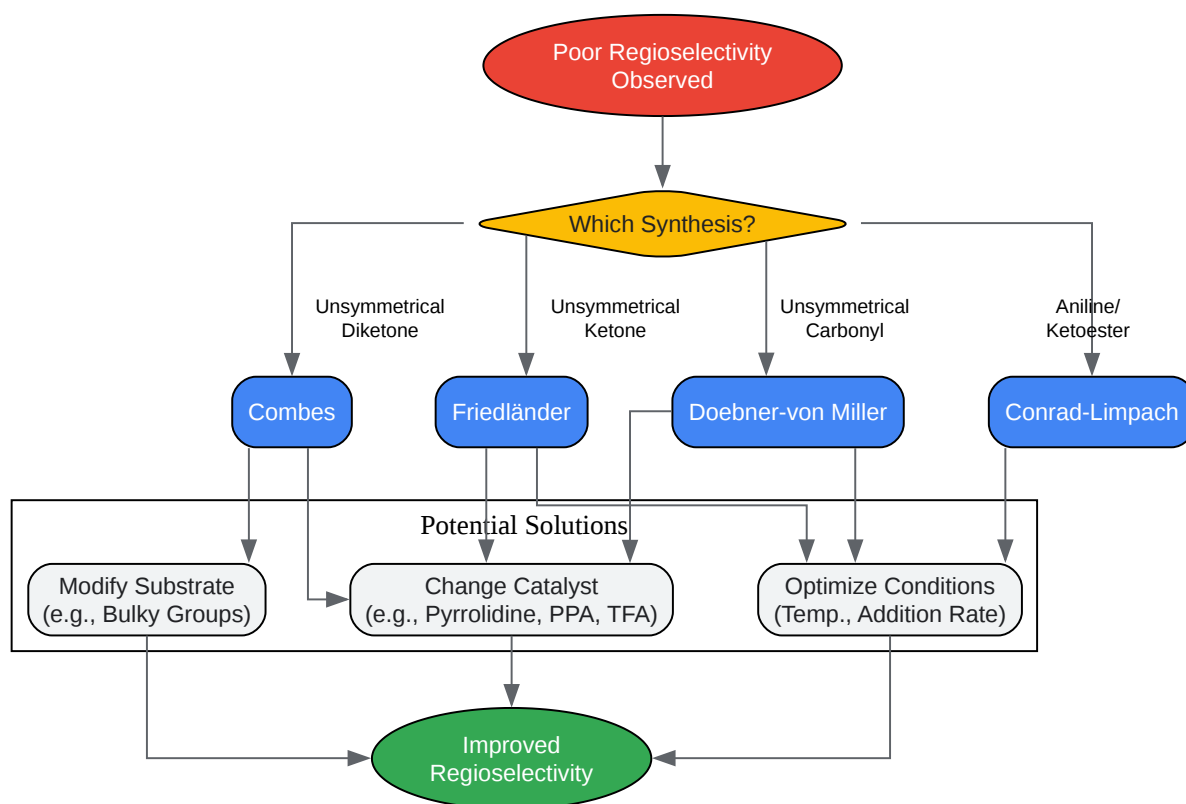 Poor Regioselectivity
Observed
Which Synthesis?
Unsymmetrical
Diketone
Unsymmetrical
Ketone
Unsymmetrical
Carbonyl
Aniline/
Ketoester
Combes
Friedländer
Doebner-von Miller
Conrad-Limpach
Potential Solutions
Modify Substrate
(e.g., Bulky Groups)
Change Catalyst
(e.g., Pyrrolidine, PPA, TFA)
Optimize Conditions
(Temp., Addition Rate)
Improved
Regioselectivity